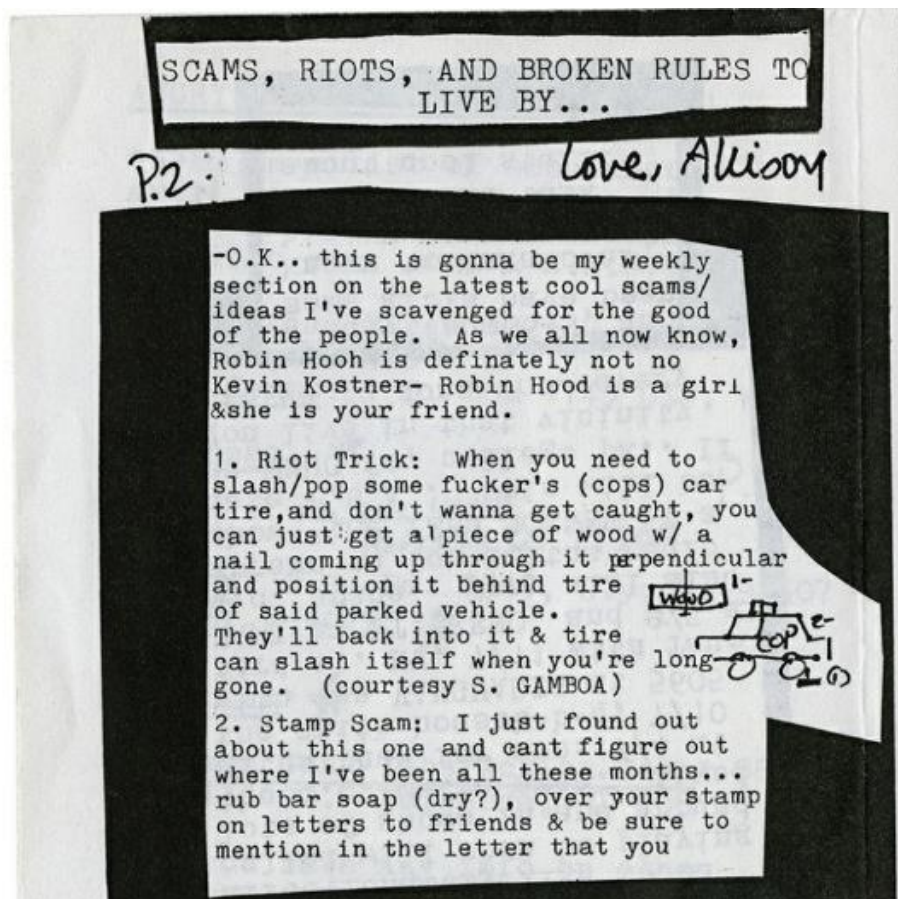 SCAMS, RIOTS, AND BROKEN RULES TO
LIVE BY...
P.2:
Love, Allison
-O.K.. this is gonna be my weekly
section on the latest cool scams/
ideas I've scavenged for the good
of the people.  As we all now know,
Robin Hooh is definately not no
Kevin Kostner- Robin Hood is a girl
&she is your friend.
1. Riot Trick:  When you need to
slash/pop some fucker's (cops) car
tire,and don't wanna get caught, you
can just get a piece of wood w/ a
nail coming up through it perpendicular
and position it behind tire
of said parked vehicle.
They'll back into it & tire
can slash itself when you're long
gone.  (courtesy S. GAMBOA)
WOOD 1-
2-
COP
(1)
2. Stamp Scam:  I just found out
about this one and cant figure out
where I've been all these months...
rub bar soap (dry?), over your stamp
on letters to friends & be sure to
mention in the letter that you